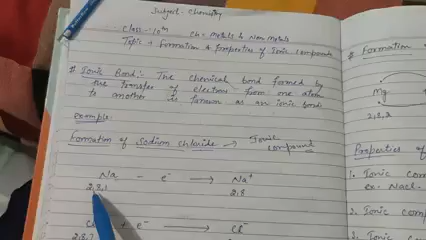 Subject - Chemistry
Class - 10th Ch = Metals & Non Metals
Topic + Formation & Properties of Ionic Compounds
# Ionic Bond :- The chemical bond formed by
the transfer of electron from one atom
to another is known as an ionic bond
Example
Formation of Sodium Chloride → Ionic
compound
Na - e⁻ → Na⁺
2,8,1 2,8
+ e⁻ → Cl⁻
2,8,7
# Formation
Mg
2,8,2
Properties of
1. Ionic Com
ex- NaCl
2. Ionic comp
3. Ionic